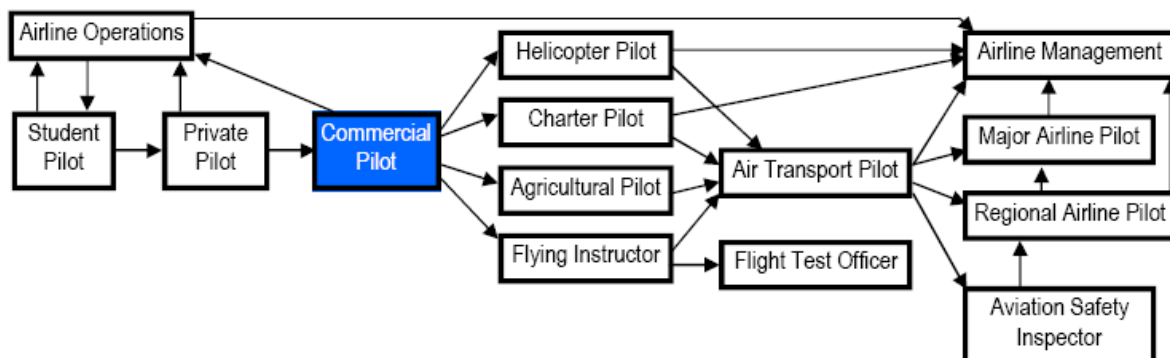 Airline Operations
Student
Pilot
Private
Pilot
Commercial
Pilot
Helicopter Pilot
Charter Pilot
Agricultural Pilot
Flying Instructor
Air Transport Pilot
Flight Test Officer
Airline Management
Major Airline Pilot
Regional Airline Pilot
Aviation Safety
Inspector